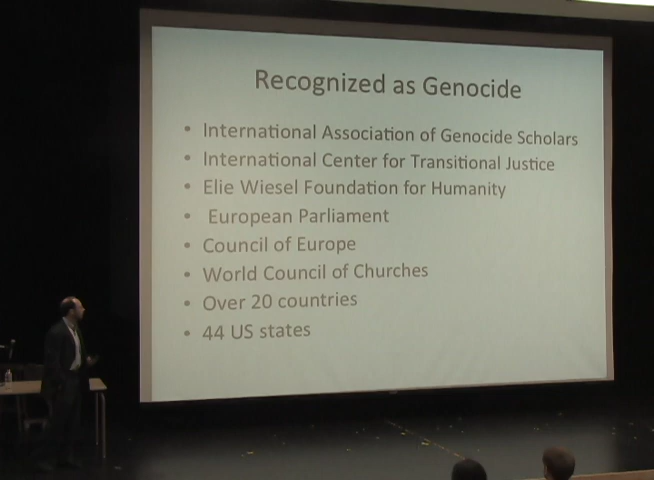 Recognized as Genocide
• International Association of Genocide Scholars
• International Center for Transitional Justice
• Elie Wiesel Foundation for Humanity
• European Parliament
• Council of Europe
• World Council of Churches
• Over 20 countries
• 44 US states